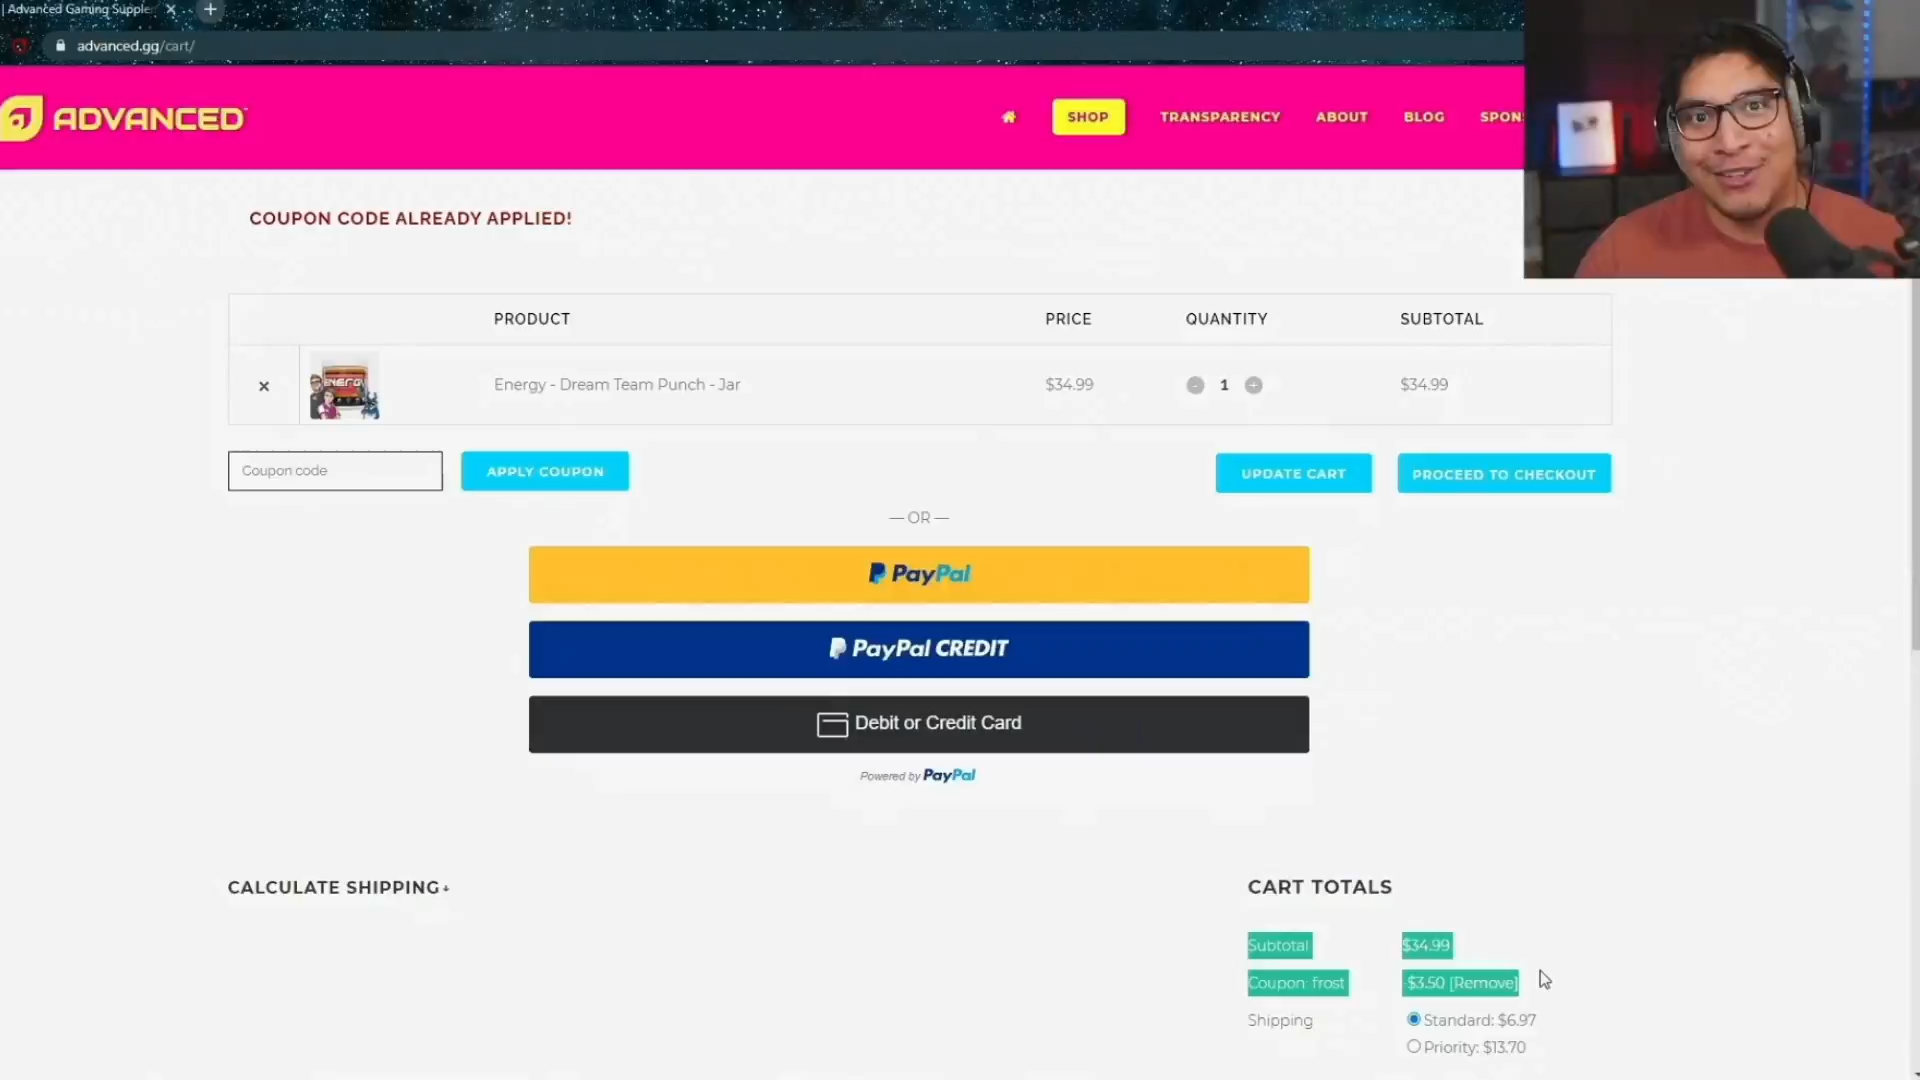 | Advanced Gaming Supple
advanced.gg/cart/
ADVANCED
SHOP
TRANSPARENCY
ABOUT
BLOG
SPONS
COUPON CODE ALREADY APPLIED!
PRODUCT
PRICE
QUANTITY
SUBTOTAL
ENERGY
Energy - Dream Team Punch - Jar
$34.99
- 1 +
$34.99
Coupon code
APPLY COUPON
UPDATE CART
PROCEED TO CHECKOUT
— OR —
PayPal
PayPal CREDIT
Debit or Credit Card
Powered by PayPal
CALCULATE SHIPPING
CART TOTALS
Subtotal $34.99
Coupon: frost -$3.50 [Remove]
Shipping Standard: $6.97
Priority: $13.70